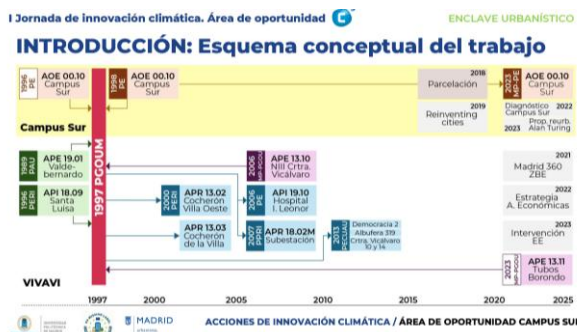 I Jornada de innovación climática. Área de oportunidad C
ENCLAVE URBANÍSTICO
INTRODUCCIÓN: Esquema conceptual del trabajo
1996
PE
AOE 00.10
Campus
Sur
1998
PE
AOE 00.10
Campus
Sur
2018
Parcelación
2023
MP-PE
AOE 00.10
Campus
Sur
2019
Reinventing
cities
Diagnóstico 2022
Campus Sur
Prop. reurb.
2023 Alan Turing
Campus Sur
1997 PGOUM
1989
PAU
APE 19.01
Valde-
bernardo
2006
MP-PGOU
APE 13.10
NIII Crtra.
Vicálvaro
2021
Madrid 360
ZBE
1996
PERI
API 18.09
Santa
Luisa
2000
PERI
APR 13.02
Cocherón
Villa Oeste
2006
PE
API 19.10
Hospital
I. Leonor
2022
Estrategia
A. Económicas
APR 13.03
Cocherón
de la Villa
2007
PPRI
APR 18.02M
Subestación
2013
PECUAU
Democracia 2
Albufera 319
Crtra. Vicálvaro
10 y 14
2023
Intervención
EE
2023
MP-PGOU
APE 13.11
Tubos
Borondo
VIVAVI
1997 2000 2005 2010 2015 2020 2025
MADRID
ACCIONES DE INNOVACIÓN CLIMÁTICA / ÁREA DE OPORTUNIDAD CAMPUS SUR